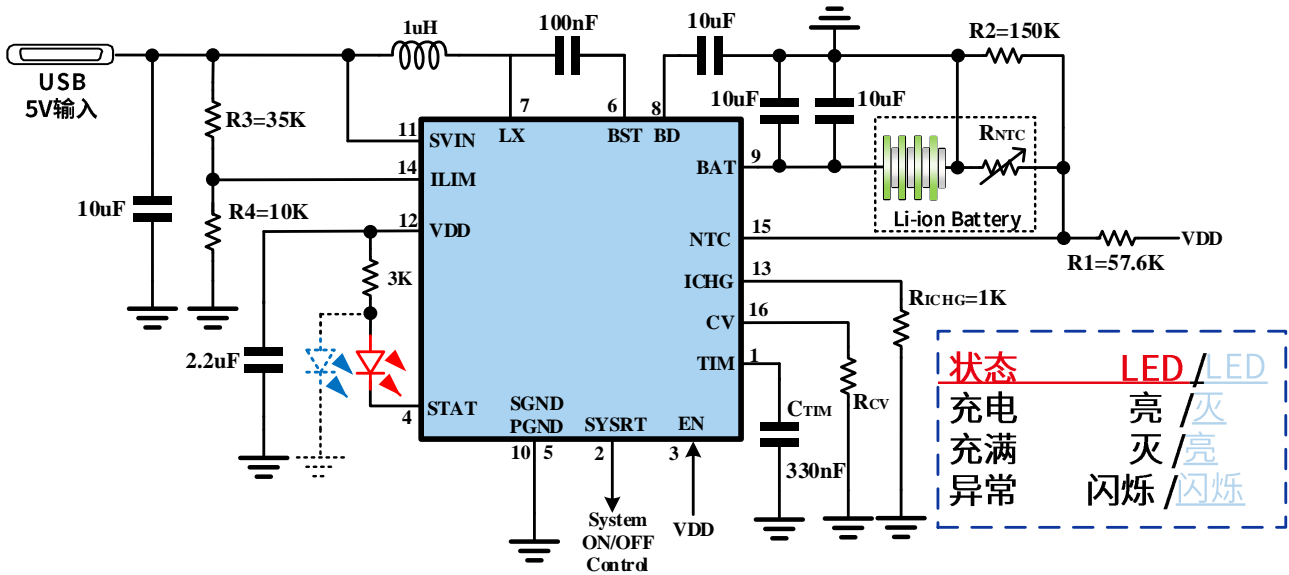 1uH
100nF
10uF
R2=150K
USB
5V输入
R3=35K
7
6
8
10uF
10uF
11
SVIN
LX
BST
BD
RNTC
14
ILIM
BAT
9
10uF
R4=10K
12
VDD
Li-ion Battery
NTC
15
VDD
R1=57.6K
3K
ICHG
13
RICHG=1K
CV
16
2.2uF
TIM
1
状态 LED /LED
充电 亮 /灭
充满 灭 /亮
异常 闪烁 /闪烁
RCV
CTIM
330nF
4
STAT
SGND
PGND
SYSRT
EN
10
5
2
3
System
ON/OFF
Control
VDD